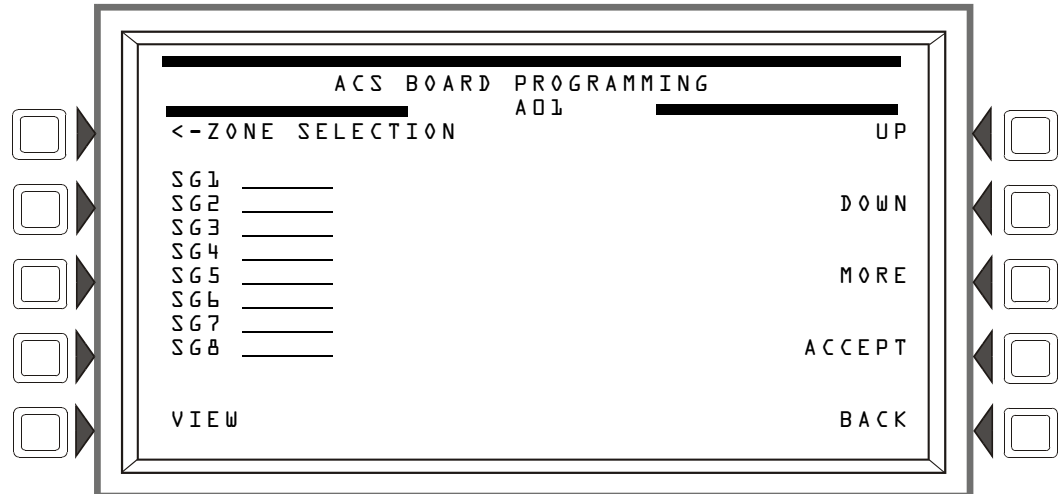 ACS BOARD PROGRAMMING
A01
<-ZONE SELECTION UP
SG1
SG2 DOWN
SG3
SG4
SG5 MORE
SG6
SG7
SG8 ACCEPT
VIEW BACK